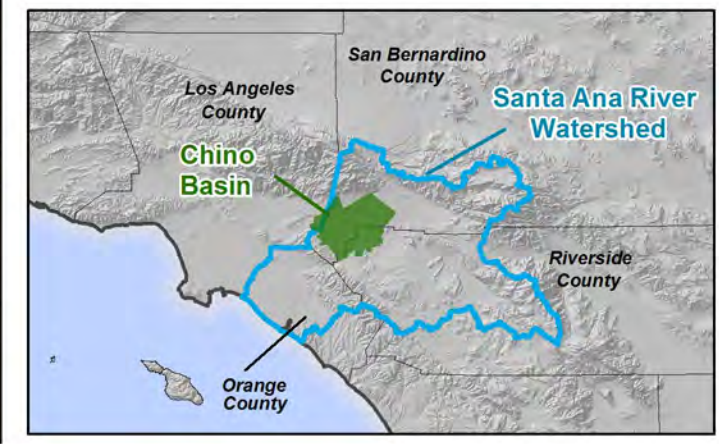 San Bernardino
County
Los Angeles
County
Santa Ana River
Watershed
Chino
Basin
Riverside
County
Orange
County